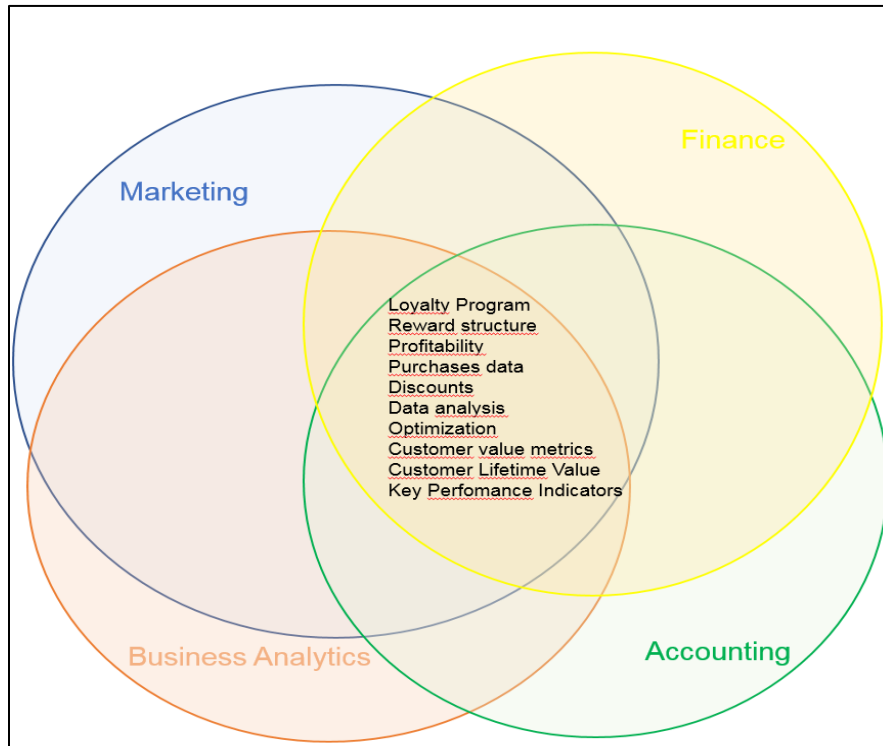 Finance
Marketing
Loyalty Program
Reward structure
Profitability
Purchases data
Discounts
Data analysis
Optimization
Customer value metrics
Customer Lifetime Value
Key Perfomance Indicators
Accounting
Business Analytics